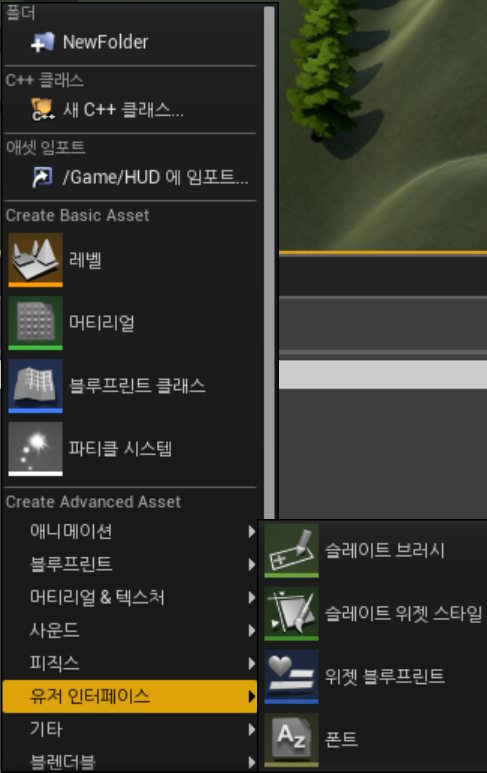 폴더
NewFolder
C++ 클래스
새 C++ 클래스...
애셋 임포트
/Game/HUD 에 임포트...
Create Basic Asset
레벨
머티리얼
블루프린트 클래스
파티클 시스템
Create Advanced Asset
애니메이션
블루프린트
머티리얼 & 텍스처
사운드
피직스
유저 인터페이스
기타
블렌더블
슬레이트 브러시
슬레이트 위젯 스타일
위젯 블루프린트
폰트